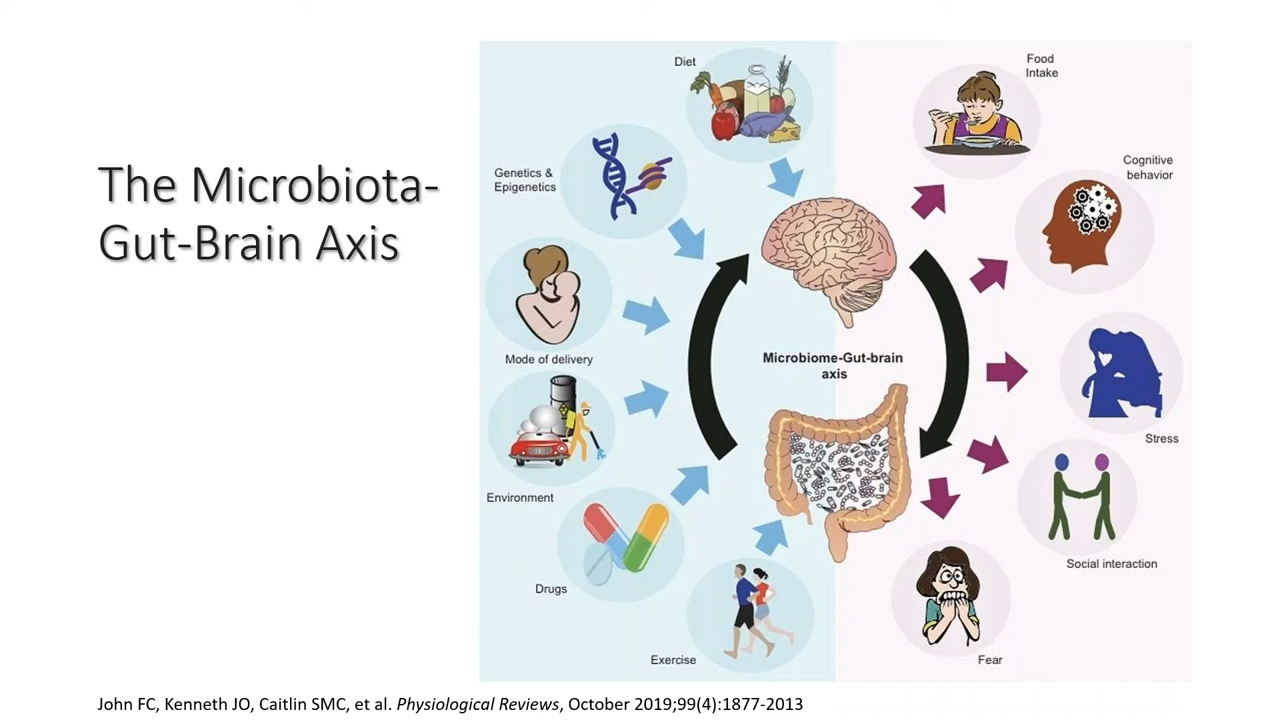 The Microbiota-
Gut-Brain Axis
Diet
Genetics &
Epigenetics
Mode of delivery
Environment
Drugs
Exercise
Microbiome-Gut-brain
axis
Food
Intake
Cognitive
behavior
Stress
Social interaction
Fear
John FC, Kenneth JO, Caitlin SMC, et al. Physiological Reviews, October 2019;99(4):1877-2013